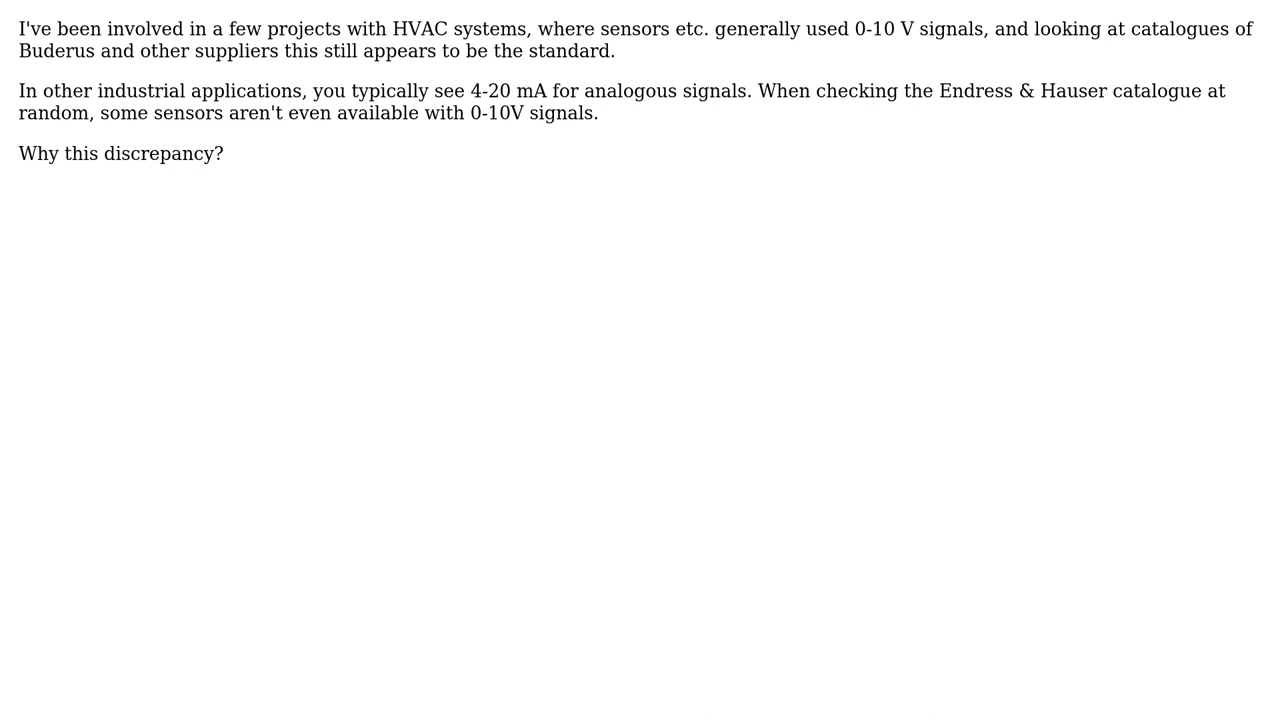 I've been involved in a few projects with HVAC systems, where sensors etc. generally used 0-10 V signals, and looking at catalogues of
Buderus and other suppliers this still appears to be the standard.
In other industrial applications, you typically see 4-20 mA for analogous signals. When checking the Endress & Hauser catalogue at
random, some sensors aren't even available with 0-10V signals.
Why this discrepancy?